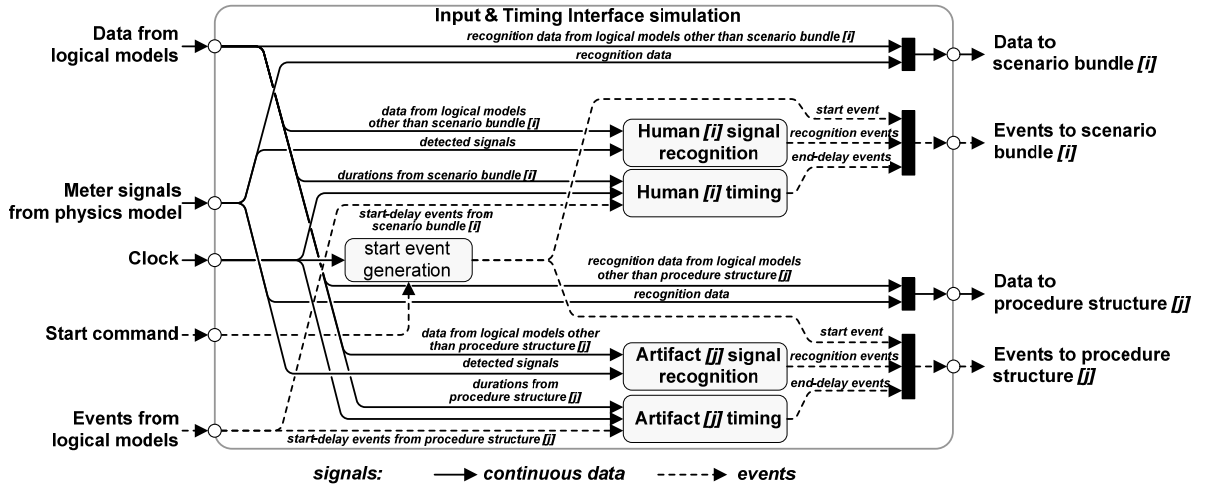 Input & Timing Interface simulation
Data from
logical models
recognition data from logical models other than scenario bundle [i]
recognition data
Data to
scenario bundle [i]
data from logical models
other than scenario bundle [i]
detected signals
Human [i] signal
recognition
start event
recognition events
end-delay events
Events to scenario
bundle [i]
durations from scenario bundle [i]
Human [i] timing
Meter signals
from physics model
start-delay events from
scenario bundle [i]
Clock
start event
generation
recognition data from logical models
other than procedure structure [j]
recognition data
Data to
procedure structure [j]
Start command
data from logical models other
than procedure structure [j]
detected signals
Artifact [j] signal
recognition
start event
recognition events
end-delay events
Events to procedure
structure [j]
durations from
procedure structure [j]
Artifact [j] timing
Events from
logical models
start-delay events from procedure structure [j]
signals:
continuous data
events